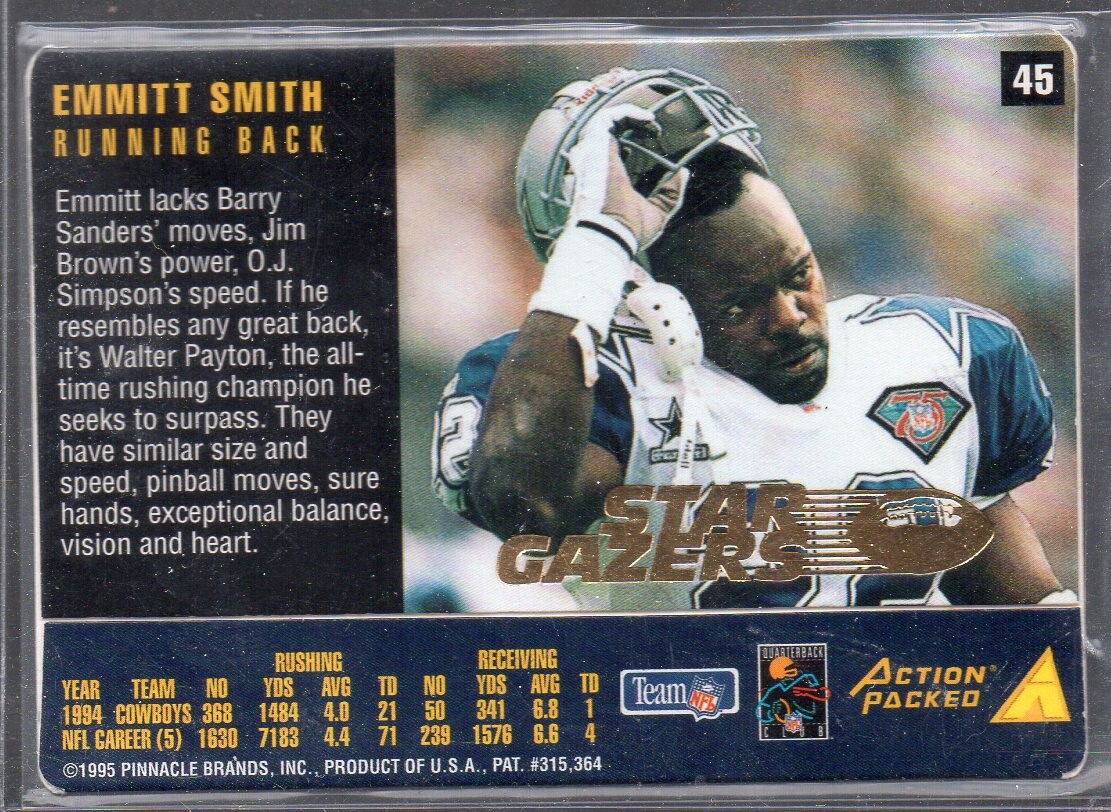 EMMITT SMITH
RUNNING BACK
45
Emmitt lacks Barry
Sanders' moves, Jim
Brown's power, O.J.
Simpson's speed. If he
resembles any great back,
it's Walter Payton, the all-
time rushing champion he
seeks to surpass. They
have similar size and
speed, pinball moves, sure
hands, exceptional balance,
vision and heart.
75
NFL
2
STAR
GAZERS
RUSHING RECEIVING
YEAR TEAM NO YDS AVG TD NO YDS AVG TD
1994 COWBOYS 368 1484 4.0 21 50 341 6.8 1
NFL CAREER (5) 1630 7183 4.4 71 239 1576 6.6 4
Team NFL
QUARTERBACK
CLUB
ACTION
PACKED
©1995 PINNACLE BRANDS, INC., PRODUCT OF U.S.A., PAT. #315,364